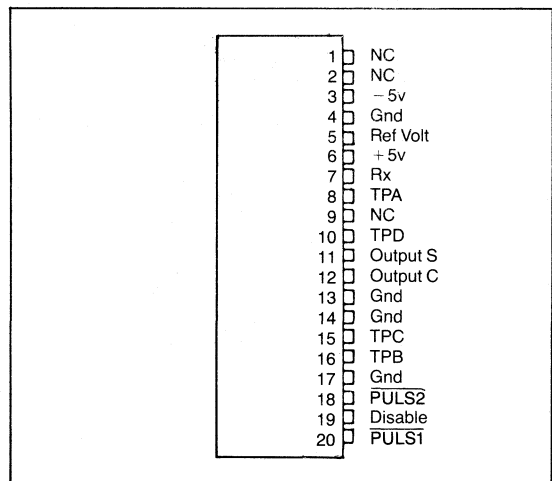 1 NC
2 NC
3 −5v
4 Gnd
5 Ref Volt
6 +5v
7 Rx
8 TPA
9 NC
10 TPD
11 Output S
12 Output C
13 Gnd
14 Gnd
15 TPC
16 TPB
17 Gnd
18 P̅U̅L̅S̅2̅
19 Disable
20 P̅U̅L̅S̅1̅